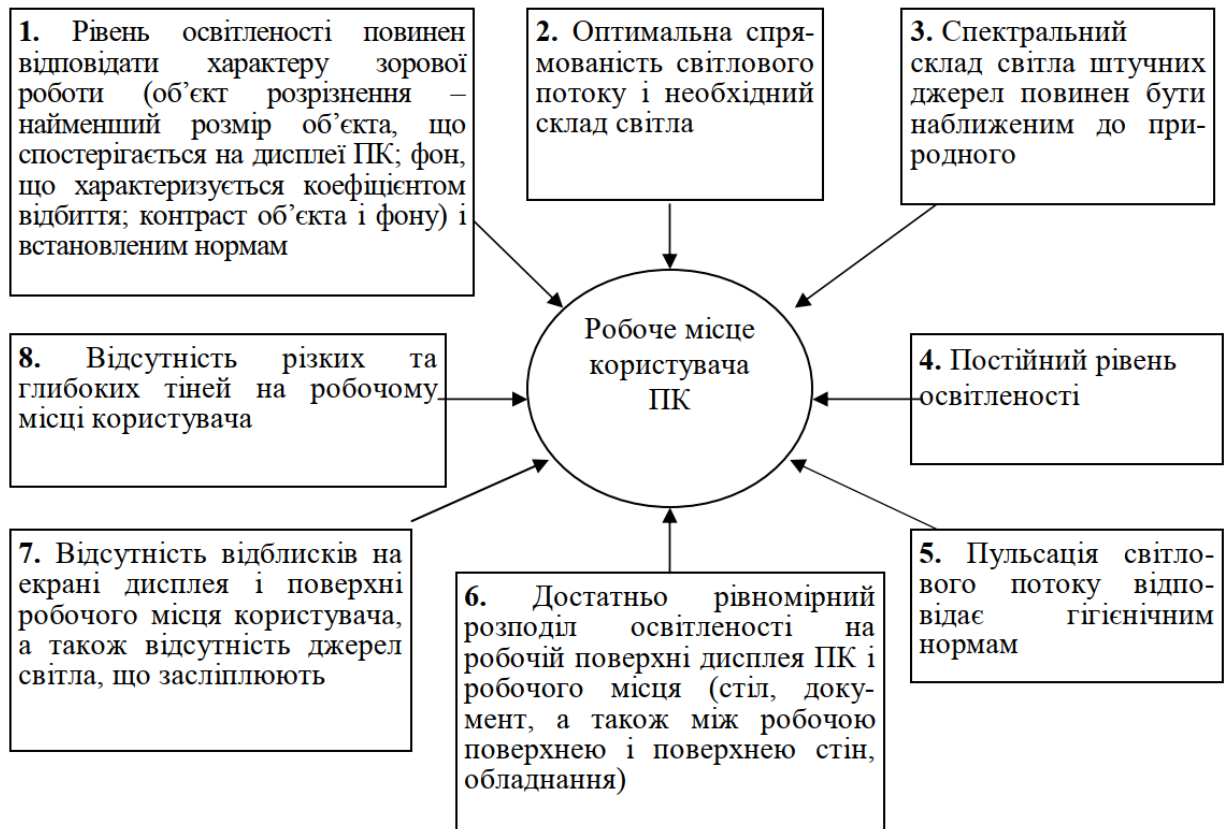 1. Рівень освітленості повинен
відповідати характеру зорової
роботи (об’єкт розрізнення –
найменший розмір об’єкта, що
спостерігається на дисплеї ПК; фон,
що характеризується коефіцієнтом
відбиття; контраст об’єкта і фону) і
встановленим нормам
2. Оптимальна спря-
мованість світлового
потоку і необхідний
склад світла
3. Спектральний
склад світла штучних
джерел повинен бути
наближеним до при-
родного
Робоче місце
користувача
ПК
8. Відсутність різких та
глибоких тіней на робочому
місці користувача
4. Постійний рівень
освітленості
7. Відсутність відблисків на
екрані дисплея і поверхні
робочого місця користувача,
а також відсутність джерел
світла, що засліплюють
6. Достатньо рівномірний
розподіл освітленості на
робочій поверхні дисплея ПК і
робочого місця (стіл, доку-
мент, а також між робочою
поверхнею і поверхнею стін,
обладнання)
5. Пульсація світло-
вого потоку відпо-
відає гігієнічним
нормам